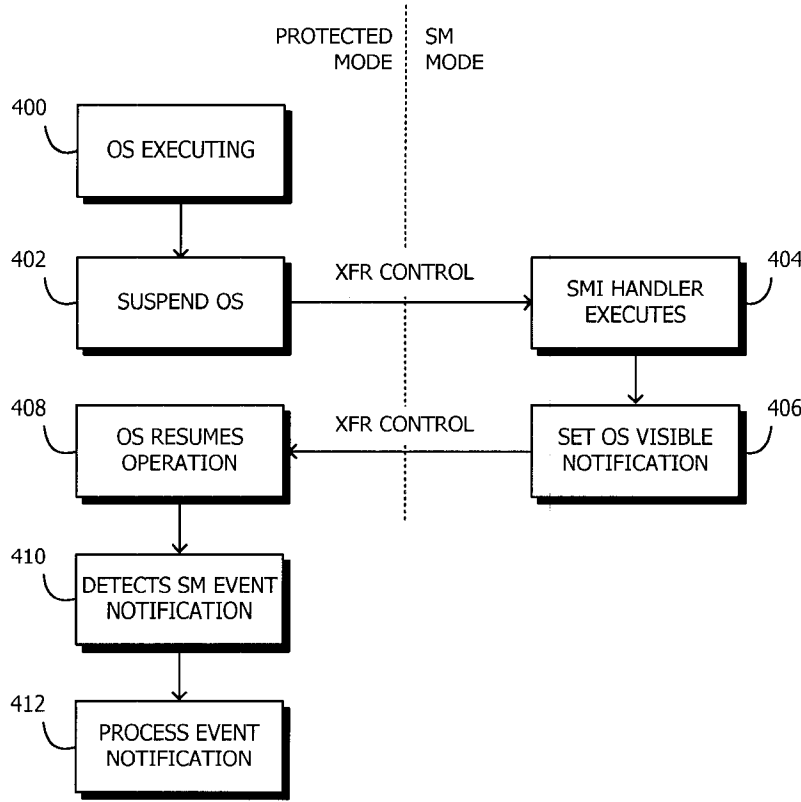 PROTECTED
MODE
SM
MODE
400
OS EXECUTING
402
SUSPEND OS
XFR CONTROL
404
SMI HANDLER
EXECUTES
408
OS RESUMES
OPERATION
XFR CONTROL
406
SET OS VISIBLE
NOTIFICATION
410
DETECTS SM EVENT
NOTIFICATION
412
PROCESS EVENT
NOTIFICATION